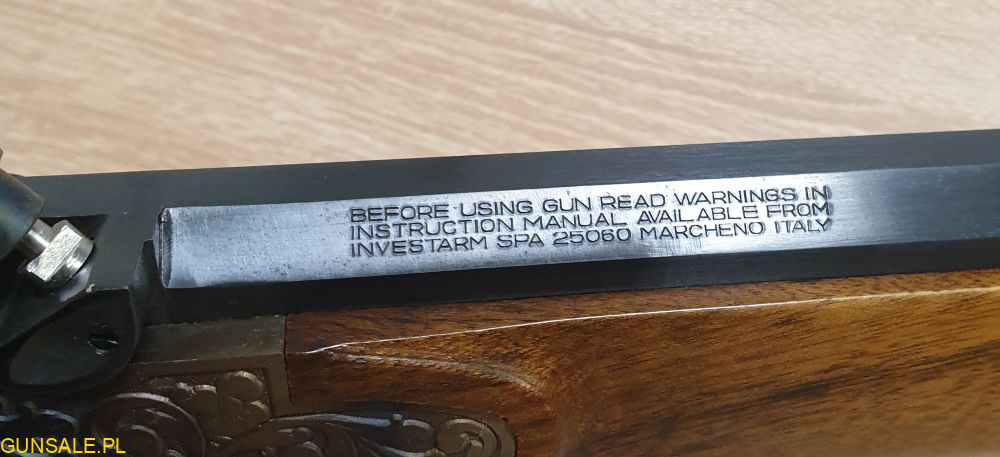 BEFORE USING GUN READ WARNINGS IN
INSTRUCTION MANUAL AVAILABLE FROM
INVESTARM SPA 25060 MARCHENO ITALY
GUNSALE.PL